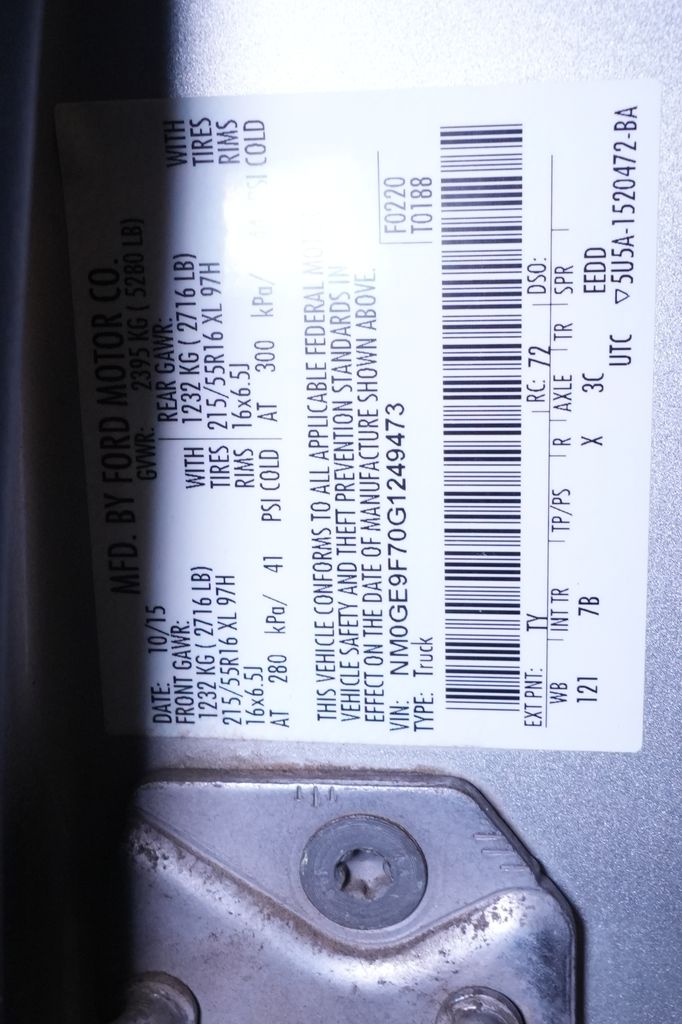 MFD. BY FORD MOTOR CO.
DATE: 10/15 GVWR: 2395 KG ( 5280 LB)
FRONT GAWR: REAR GAWR:
1232 KG ( 2716 LB) WITH 1232 KG ( 2716 LB) WITH
215/55R16 XL 97H TIRES 215/55R16 XL 97H TIRES
16x6.5J RIMS 16x6.5J RIMS
AT 280 kPa/ 41 PSI COLD AT 300 kPa/ PSI COLD
THIS VEHICLE CONFORMS TO ALL APPLICABLE FEDERAL
VEHICLE SAFETY AND THEFT PREVENTION STANDARDS IN
EFFECT ON THE DATE OF MANUFACTURE SHOWN ABOVE.
VIN: NM0GE9F70G1249473 F0220
TYPE: Truck T0188
EXT PNT: TY RC: 72 DSO:
WB INT TR TP/PS R AXLE TR SPR
121 7B X 3C EEDD
UTC ▽5U5A-1520472-BA